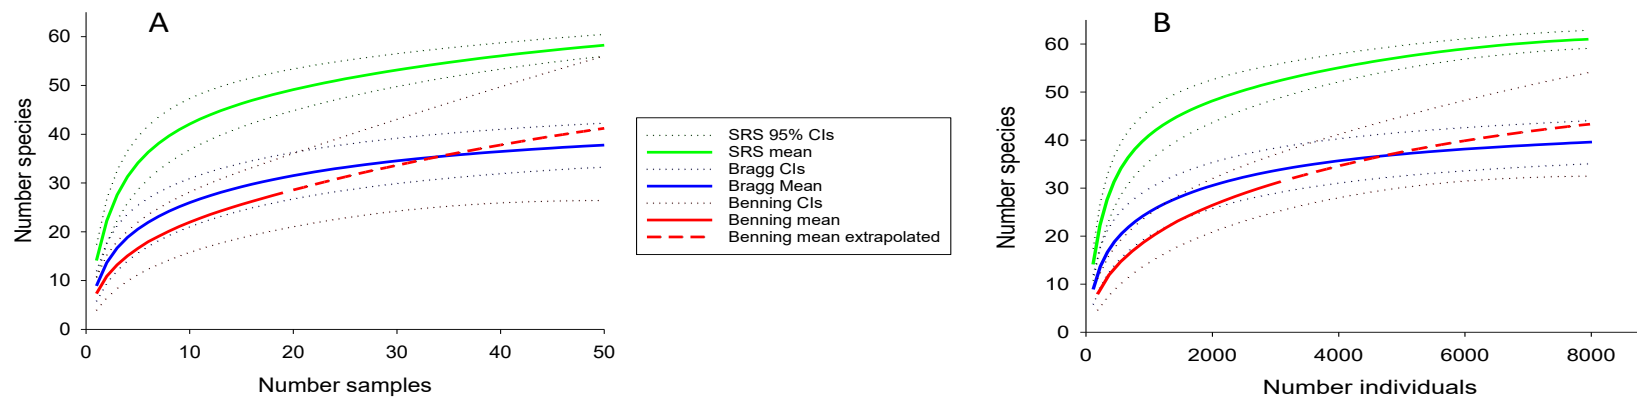 A
Number species
60
50
40
30
20
10
0
0 10 20 30 40 50
Number samples
SRS 95% CIs
SRS mean
Bragg CIs
Bragg Mean
Benning CIs
Benning mean
Benning mean extrapolated
B
Number species
60
50
40
30
20
10
0
0 2000 4000 6000 8000
Number individuals